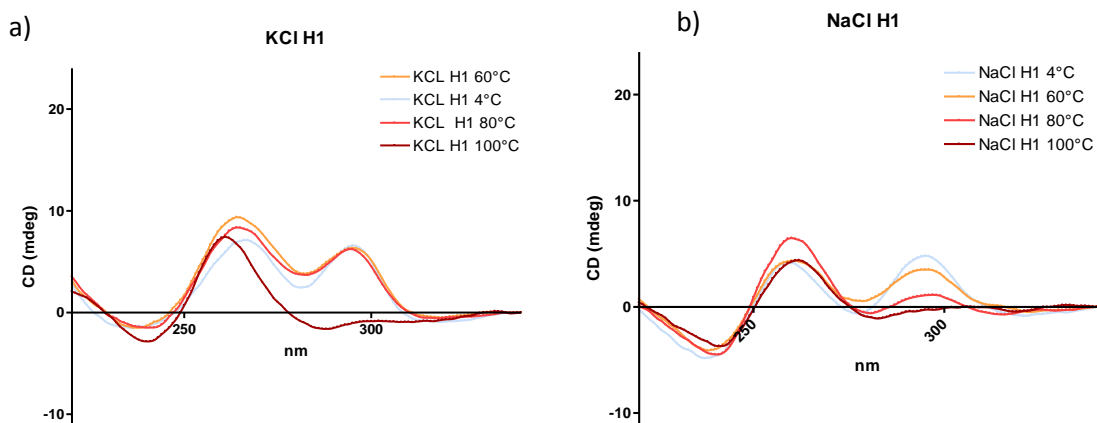 a)
KCl H1
KCL H1 60°C
KCL H1 4°C
KCL H1 80°C
KCL H1 100°C
20
10
0
-10
CD (mdeg)
250
300
nm
b)
NaCl H1
NaCl H1 4°C
NaCl H1 60°C
NaCl H1 80°C
NaCl H1 100°C
20
10
0
-10
CD (mdeg)
250
300
nm